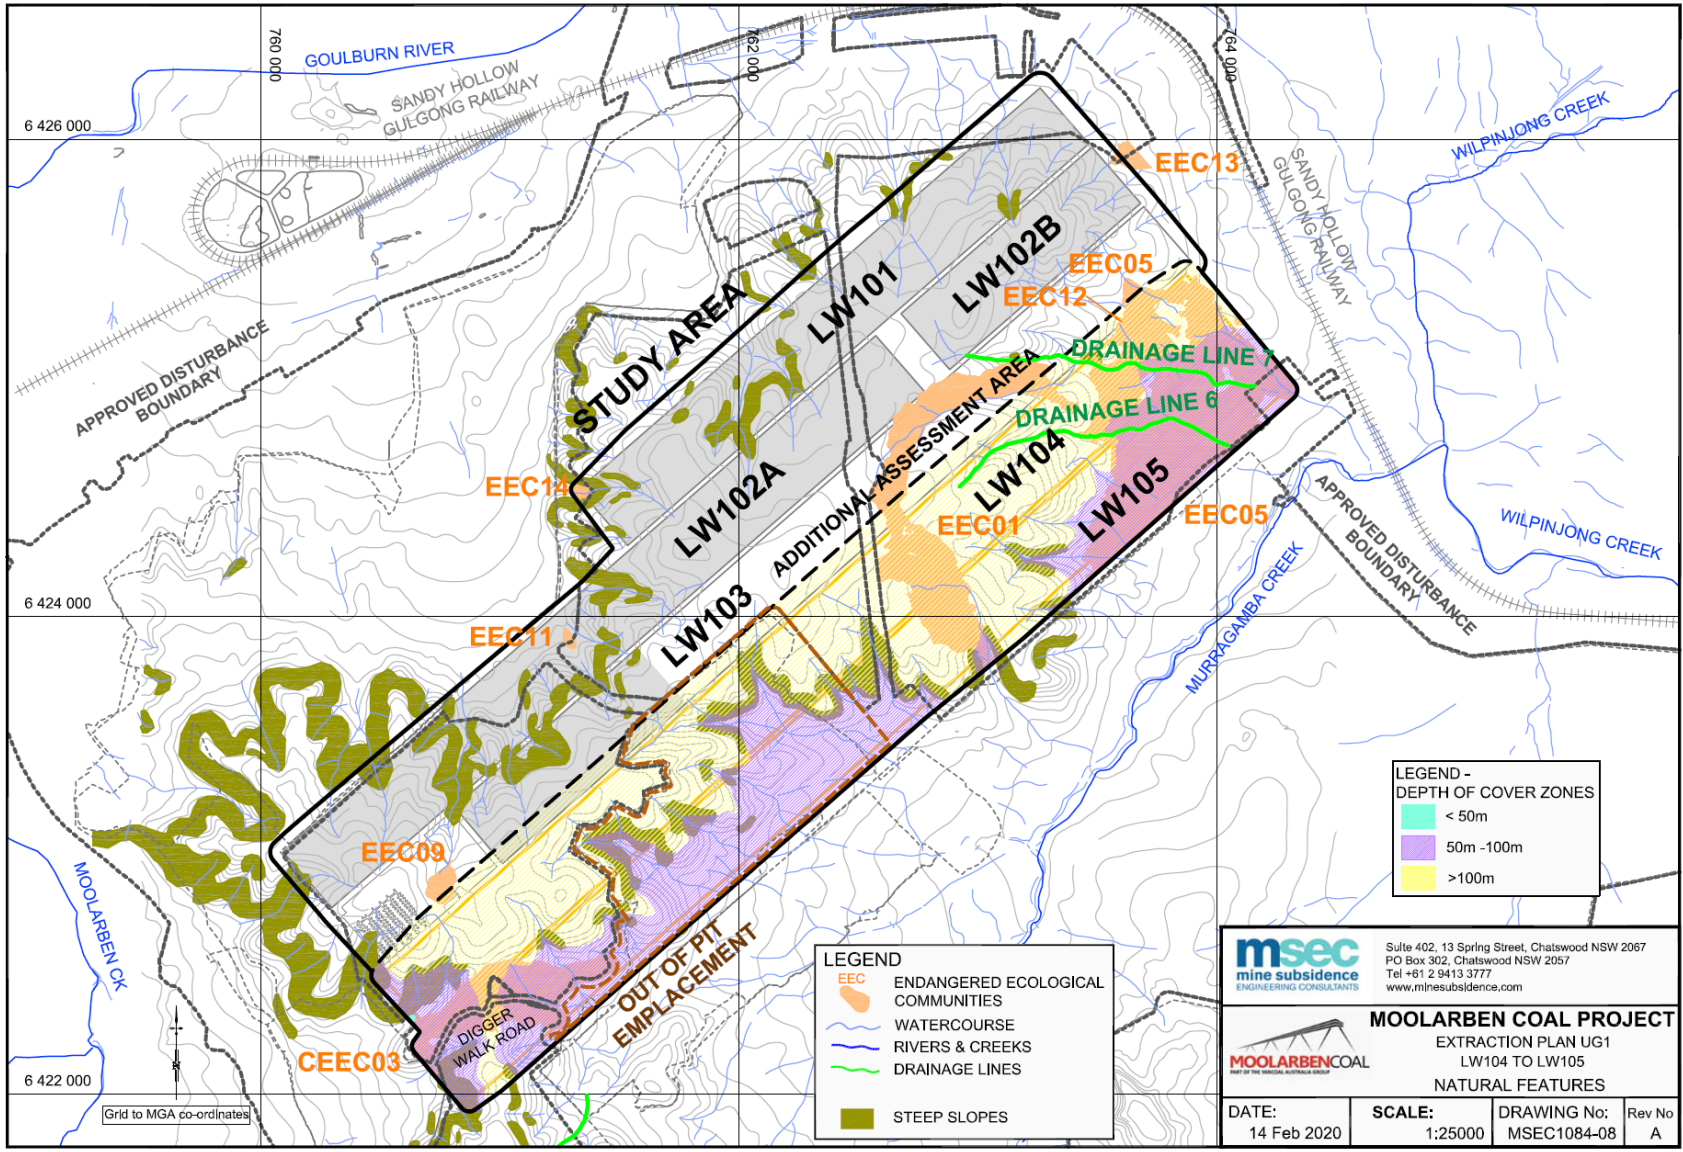 GOULBURN RIVER
SANDY HOLLOW
GULGONG RAILWAY
760 000
762 000
764 000
6 426 000
WILPINJONG CREEK
EEC13
SANDY HOLLOW
GULGONG RAILWAY
LW102B
EEC05
EEC12
LW101
STUDY AREA
APPROVED DISTURBANCE
BOUNDARY
DRAINAGE LINE 7
DRAINAGE LINE 6
ADDITIONAL ASSESSMENT AREA
LW104
LW105
LW102A
EEC14
EEC01
EEC05
APPROVED DISTURBANCE
BOUNDARY
WILPINJONG CREEK
MURRAGAMBA CREEK
6 424 000
LW103
EEC11
EEC09
MOOLARBEN CK
OUT OF PIT
EMPLACEMENT
DIGGER
WALK ROAD
CEEC03
6 422 000
N
Grid to MGA co-ordinates
LEGEND -
DEPTH OF COVER ZONES
< 50m
50m -100m
>100m
LEGEND
EEC
ENDANGERED ECOLOGICAL
COMMUNITIES
WATERCOURSE
RIVERS & CREEKS
DRAINAGE LINES
STEEP SLOPES
msec
mine subsidence
ENGINEERING CONSULTANTS
Suite 402, 13 Spring Street, Chatswood NSW 2067
PO Box 302, Chatswood NSW 2057
Tel +61 2 9413 3777
www.minesubsidence.com
MOOLARBENCOAL
PART OF THE YANCOAL AUSTRALIA GROUP
MOOLARBEN COAL PROJECT
EXTRACTION PLAN UG1
LW104 TO LW105
NATURAL FEATURES
DATE:
14 Feb 2020
SCALE:
1:25000
DRAWING No:
MSEC1084-08
Rev No
A